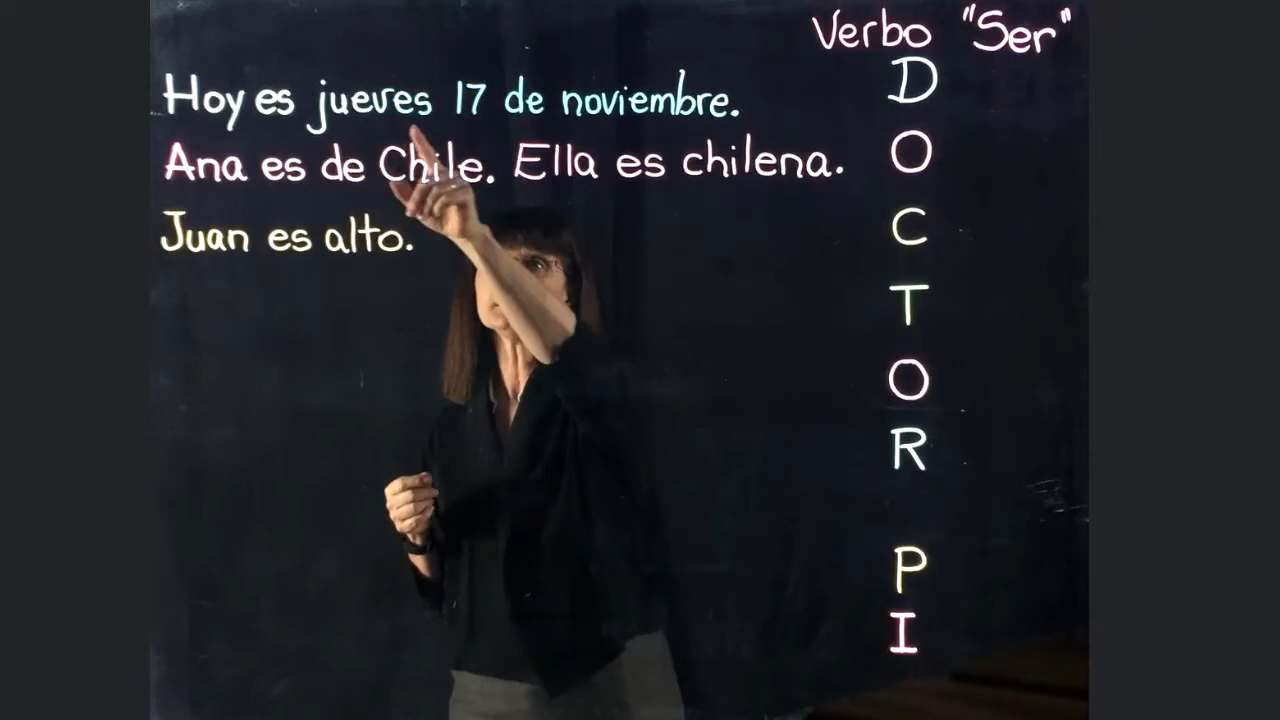 Verbo "Ser"
Hoy es jueves 17 de noviembre.
Ana es de Chile. Ella es chilena.
Juan es alto.
D
O
C
T
O
R
P
I